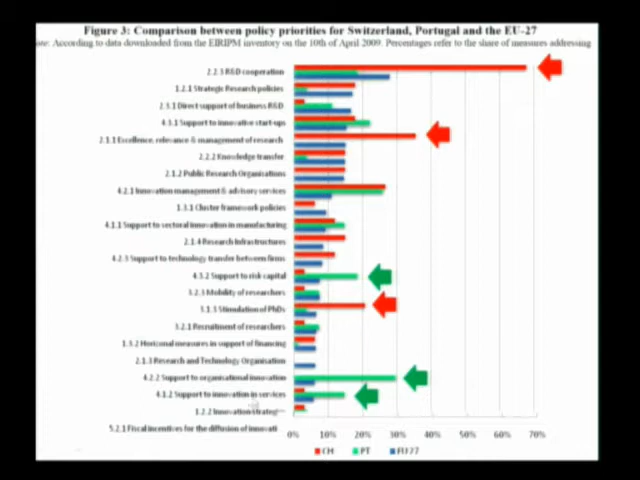 Figure 3: Comparison between policy priorities for Switzerland, Portugal and the EU-27
ote: According to data downloaded from the EIRIPM inventory on the 10th of April 2009. Percentages refer to the share of measures addressing
2.2.3 R&D cooperation
1.2.1 Strategic Research policies
2.3.1 Direct support of business R&D
4.3.1 Support to innovative start-ups
2.1.1 Excellence, relevance & management of research
2.2.2 Knowledge transfer
2.1.2 Public Research Organisations
4.2.1 Innovation management & advisory services
1.3.1 Cluster framework policies
4.1.1 Support to sectoral innovation in manufacturing
2.1.4 Research Infrastructures
4.2.3 Support to technology transfer between firms
4.3.2 Support to risk capital
3.2.3 Mobility of researchers
3.1.3 Stimulation of PhDs
3.2.1 Recruitment of researchers
1.3.2 Horizonal measures in support of financing
2.1.3 Research and Technology Organisation
4.2.2 Support to organisational innovation
4.1.2 Support to innovation in services
1.2.2 Innovation strateg
5.2.1 Fiscal incentives for the diffusion of innovati
0% 10% 20% 30% 40% 50% 60% 70%
CH PT EU27